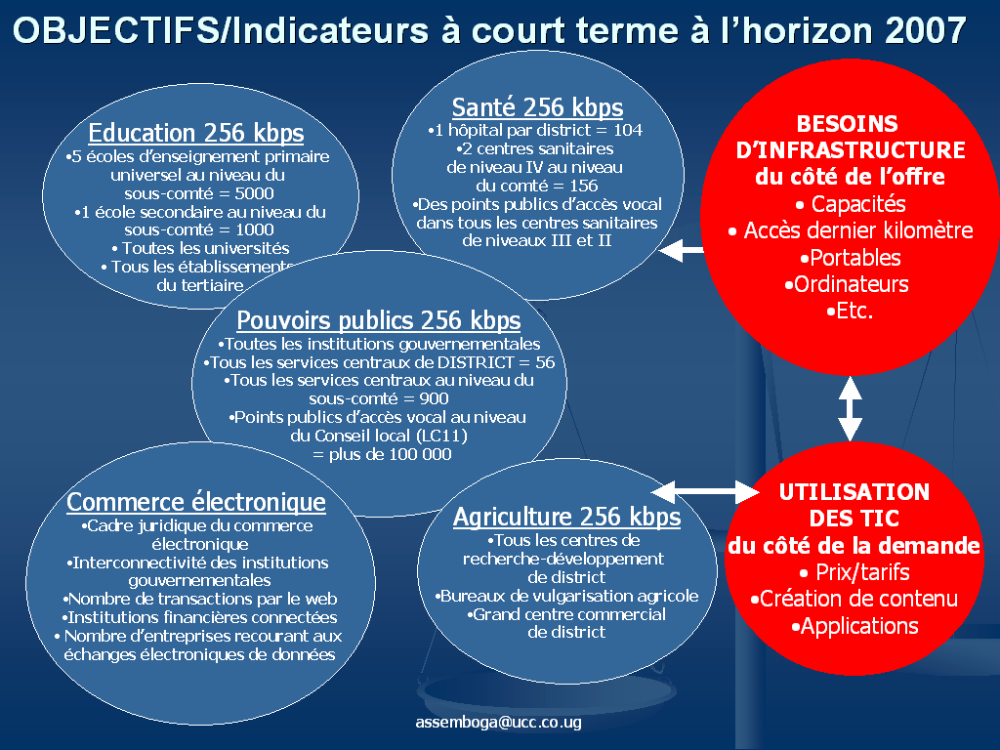 OBJECTIFS/Indicateurs à court terme à l’horizon 2007
Education 256 kbps
•5 écoles d’enseignement primaire
universel au niveau du
sous-comté = 5000
•1 école secondaire au niveau du
sous-comté = 1000
• Toutes les universités
• Tous les établissements
du tertiaire
Santé 256 kbps
•1 hôpital par district = 104
•2 centres sanitaires
de niveau IV au niveau
du comté = 156
•Des points publics d’accès vocal
dans tous les centres sanitaires
de niveaux III et II
BESOINS
D’INFRASTRUCTURE
du côté de l’offre
• Capacités
• Accès dernier kilomètre
•Portables
•Ordinateurs
•Etc.
Pouvoirs publics 256 kbps
•Toutes les institutions gouvernementales
•Tous les services centraux de DISTRICT = 56
•Tous les services centraux au niveau du
sous-comté = 900
•Points publics d’accès vocal au niveau
du Conseil local (LC11)
= plus de 100 000
Commerce électronique
•Cadre juridique du commerce
électronique
•Interconnectivité des institutions
gouvernementales
•Nombre de transactions par le web
•Institutions financières connectées
• Nombre d’entreprises recourant aux
échanges électroniques de données
Agriculture 256 kbps
•Tous les centres de
recherche-développement
de district
•Bureaux de vulgarisation agricole
•Grand centre commercial
de district
UTILISATION
DES TIC
du côté de la demande
• Prix/tarifs
•Création de contenu
•Applications
assemboga@ucc.co.ug